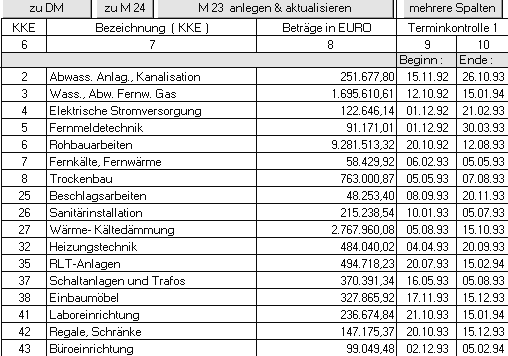 zu DM zu M 24 M 23 anlegen & aktualisieren mehrere Spalten
KKE Bezeichnung ( KKE ) Beträge in EURO Terminkontrolle 1
6 7 8 9 10
Beginn : Ende :
2 Abwass. Anlag., Kanalisation 251.677,80 15.11.92 26.10.93
3 Wass., Abw. Fernw. Gas 1.695.610,61 12.10.92 15.01.94
4 Elektrische Stromversorgung 122.646,14 01.12.92 21.02.93
5 Fernmeldetechnik 91.171,01 01.12.92 30.03.93
6 Rohbauarbeiten 9.281.513,32 20.10.92 12.08.93
7 Fernkälte, Fernwärme 58.429,92 06.02.93 05.05.93
8 Trockenbau 763.000,87 05.05.93 07.08.93
25 Beschlagsarbeiten 48.253,40 08.09.93 20.11.93
26 Sanitärinstallation 215.238,54 10.01.93 05.07.93
27 Wärme- Kältedämmung 2.767.960,08 05.08.93 15.10.93
32 Heizungstechnik 484.040,02 04.04.93 20.09.93
35 RLT-Anlagen 494.718,23 20.07.93 15.02.94
37 Schaltanlagen und Trafos 370.391,34 16.05.93 05.08.93
38 Einbaumöbel 327.865,92 17.11.93 15.12.93
41 Laboreinrichtung 236.674,84 21.10.93 15.01.94
42 Regale, Schränke 147.175,37 20.10.93 15.12.93
43 Büroeinrichtung 99.049,48 02.12.93 05.02.94